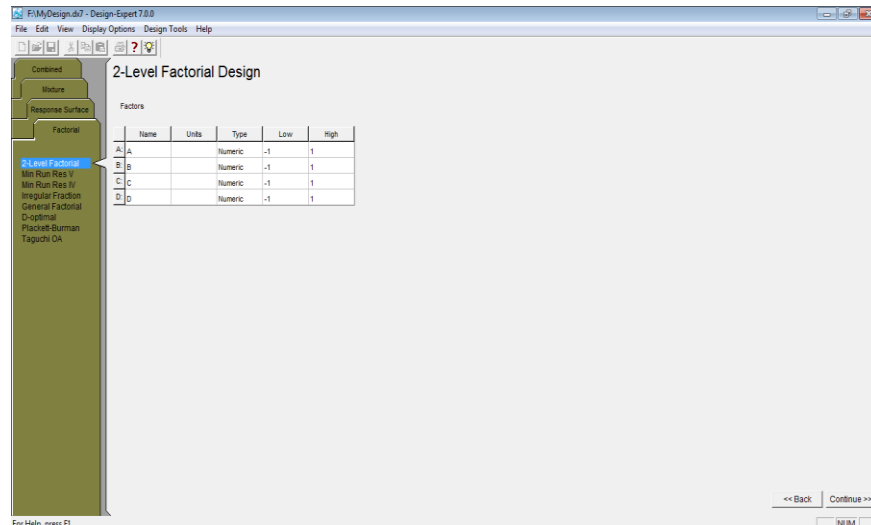 F:\MyDesign.dx7 - Design-Expert 7.0.0
File Edit View Display Options Design Tools Help
Combined
Mixture
Response Surface
Factorial
2-Level Factorial
Min Run Res V
Min Run Res IV
Irregular Fraction
General Factorial
D-optimal
Plackett-Burman
Taguchi OA
2-Level Factorial Design
Factors
Name Units Type Low High
A: A Numeric -1 1
B: B Numeric -1 1
C: C Numeric -1 1
D: D Numeric -1 1
<< Back Continue >>
For Help, press F1 NUM